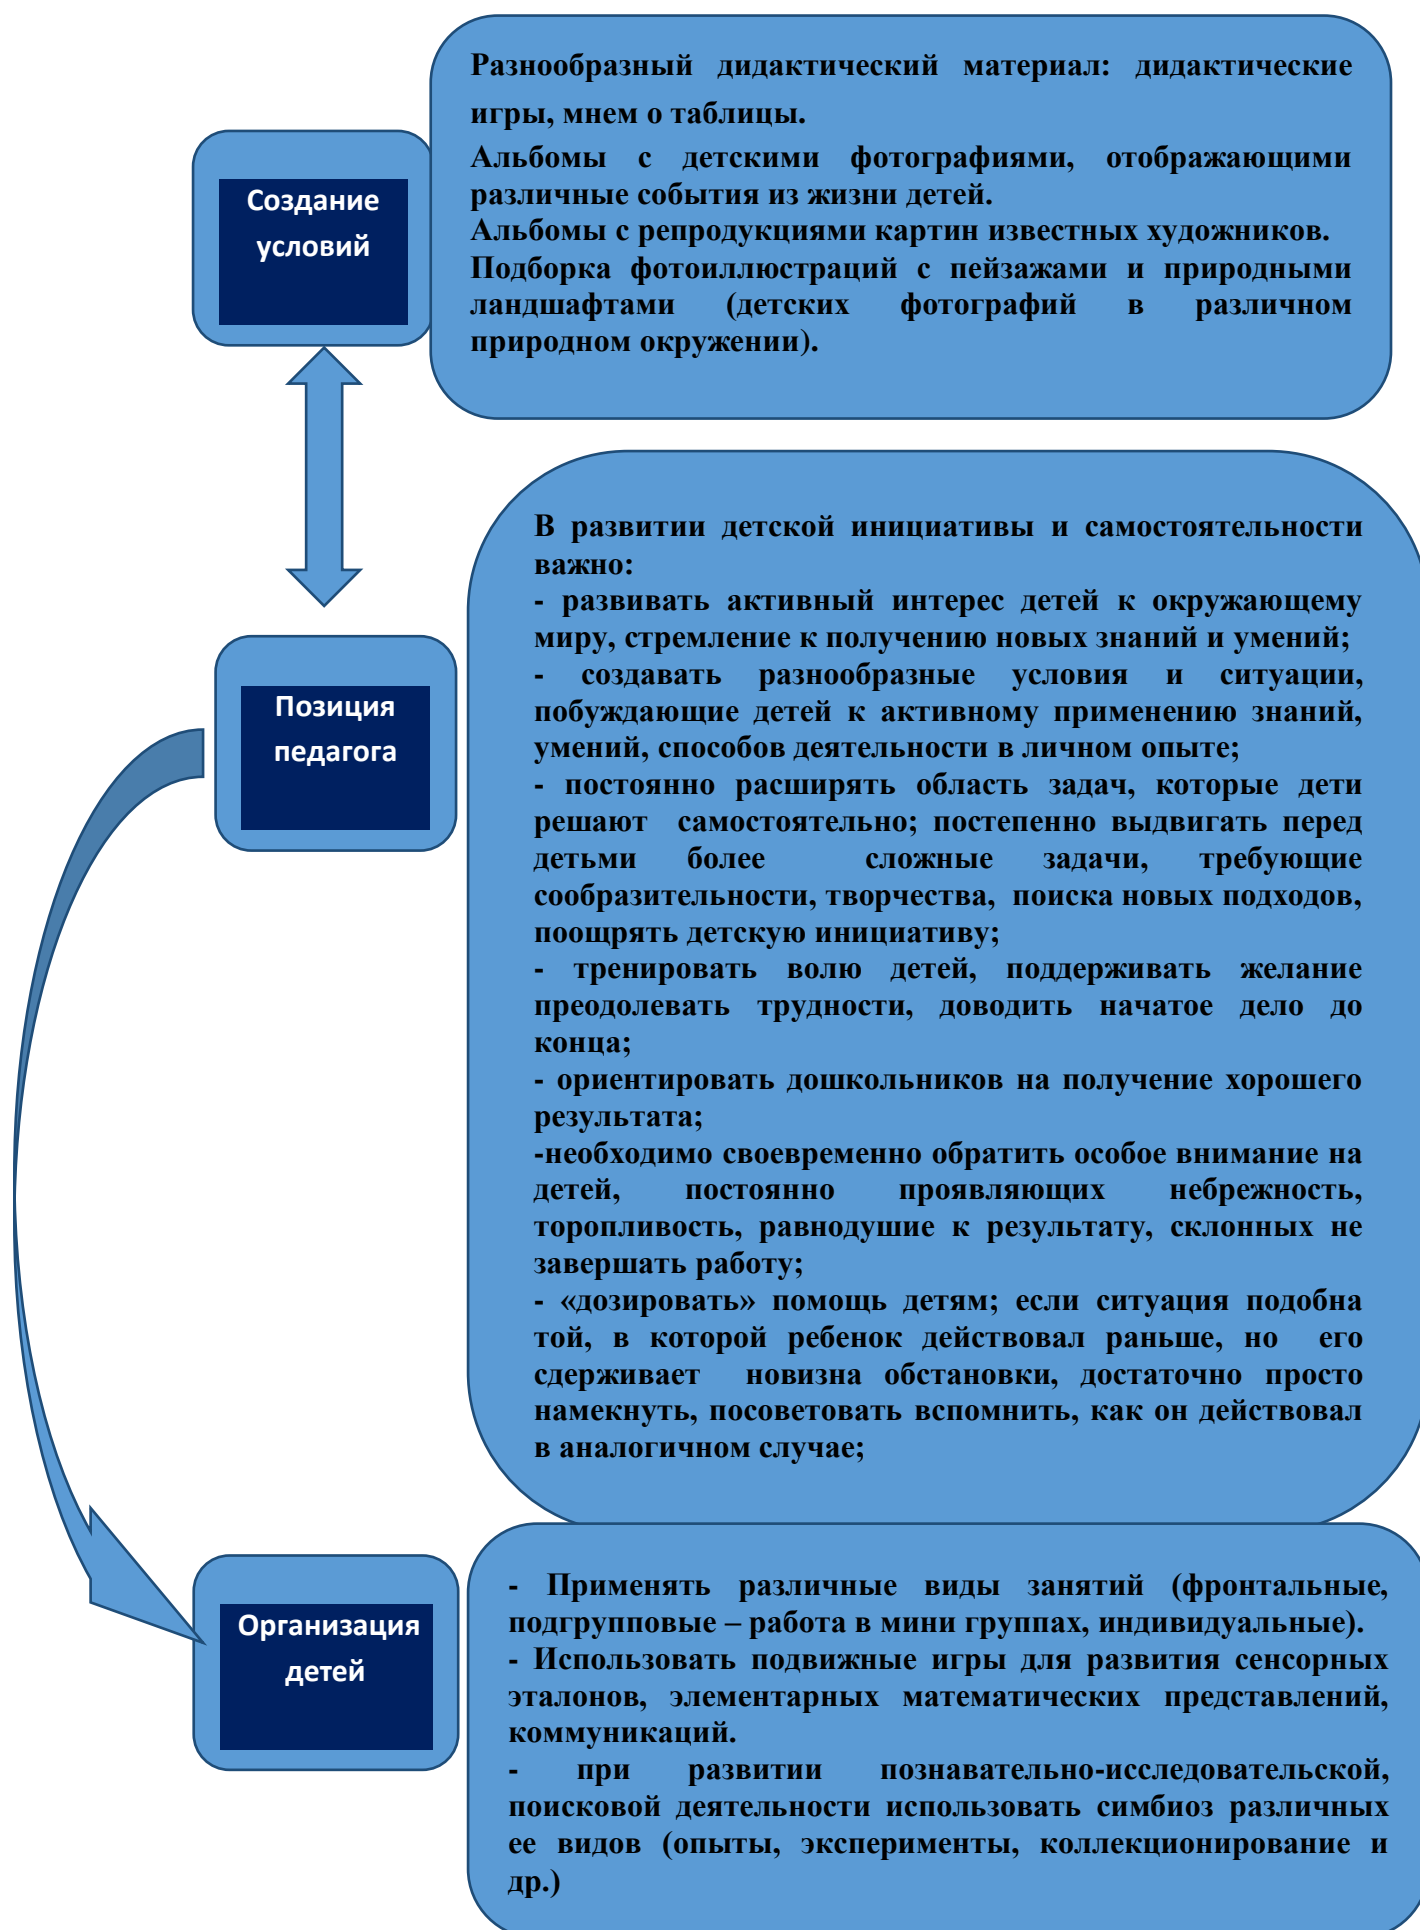 Разнообразный дидактический материал: дидактические
игры, мнем о таблицы.
Альбомы с детскими фотографиями, отображающими
различные события из жизни детей.
Альбомы с репродукциями картин известных художников.
Подборка фотоиллюстраций с пейзажами и природными
ландшафтами (детских фотографий в различном
природном окружении).
Создание
условий
В развитии детской инициативы и самостоятельности
важно:
- развивать активный интерес детей к окружающему
миру, стремление к получению новых знаний и умений;
- создавать разнообразные условия и ситуации,
побуждающие детей к активному применению знаний,
умений, способов деятельности в личном опыте;
- постоянно расширять область задач, которые дети
решают самостоятельно; постепенно выдвигать перед
детьми более сложные задачи, требующие
сообразительности, творчества, поиска новых подходов,
поощрять детскую инициативу;
- тренировать волю детей, поддерживать желание
преодолевать трудности, доводить начатое дело до
конца;
- ориентировать дошкольников на получение хорошего
результата;
-необходимо своевременно обратить особое внимание на
детей, постоянно проявляющих небрежность,
торопливость, равнодушие к результату, склонных не
завершать работу;
- «дозировать» помощь детям; если ситуация подобна
той, в которой ребенок действовал раньше, но его
сдерживает новизна обстановки, достаточно просто
намекнуть, посоветовать вспомнить, как он действовал
в аналогичном случае;
Позиция
педагога
- Применять различные виды занятий (фронтальные,
подгрупповые – работа в мини группах, индивидуальные).
- Использовать подвижные игры для развития сенсорных
эталонов, элементарных математических представлений,
коммуникаций.
- при развитии познавательно-исследовательской,
поисковой деятельности использовать симбиоз различных
ее видов (опыты, эксперименты, коллекционирование и
др.)
Организация
детей